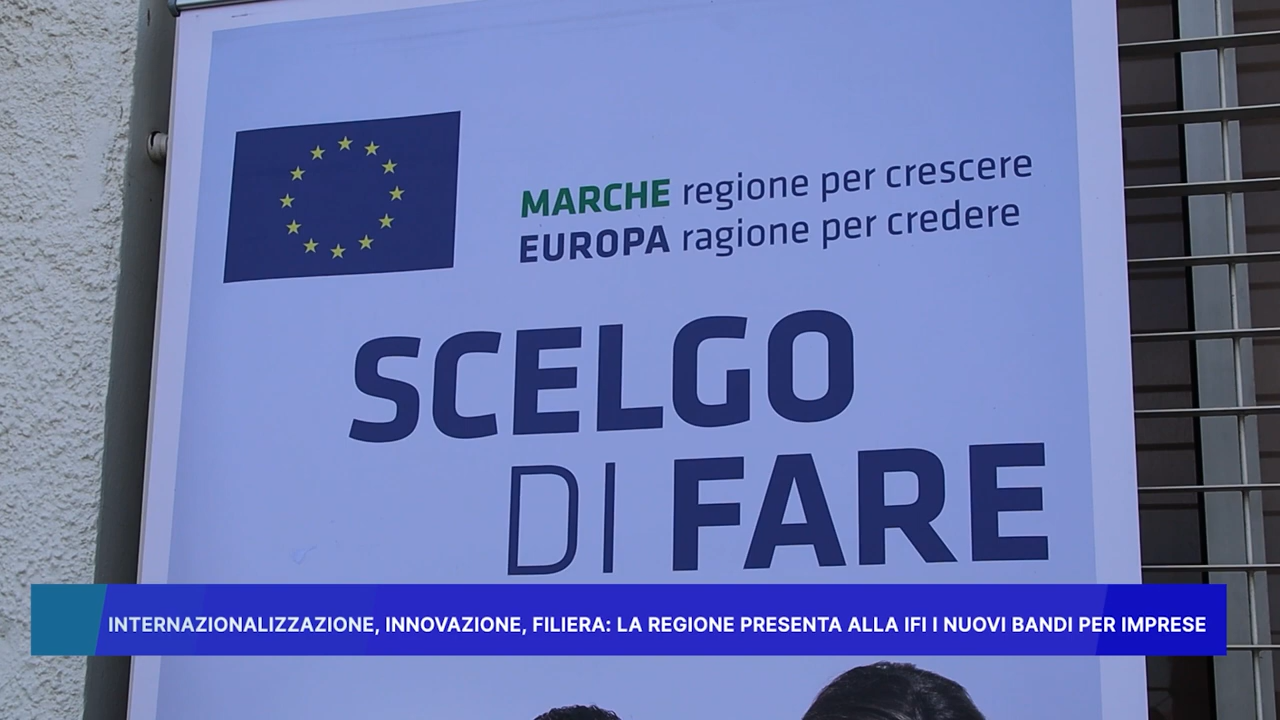 MARCHE regione per crescere
EUROPA ragione per credere
SCELGO
DI FARE
INTERNAZIONALIZZAZIONE, INNOVAZIONE, FILIERA: LA REGIONE PRESENTA ALLA IFI I NUOVI BANDI PER IMPRESE